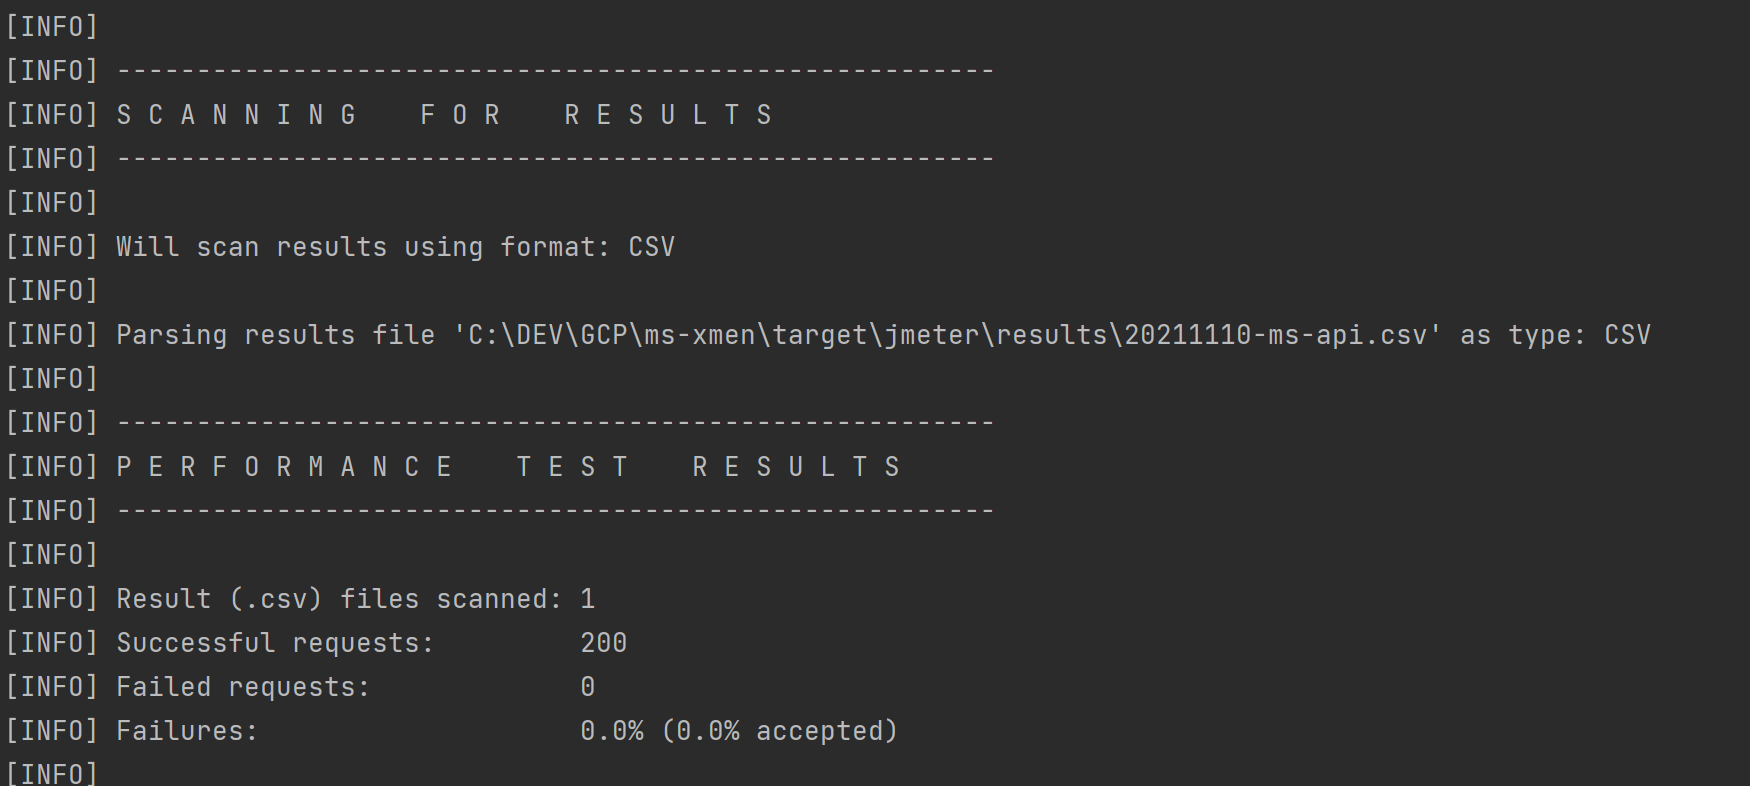 [INFO]
[INFO] -------------------------------------------------------
[INFO] S C A N N I N G    F O R    R E S U L T S
[INFO] -------------------------------------------------------
[INFO]
[INFO] Will scan results using format: CSV
[INFO]
[INFO] Parsing results file 'C:\DEV\GCP\ms-xmen\target\jmeter\results\20211110-ms-api.csv' as type: CSV
[INFO]
[INFO] -------------------------------------------------------
[INFO] P E R F O R M A N C E    T E S T    R E S U L T S
[INFO] -------------------------------------------------------
[INFO]
[INFO] Result (.csv) files scanned: 1
[INFO] Successful requests:         200
[INFO] Failed requests:             0
[INFO] Failures:                    0.0% (0.0% accepted)
[INFO]